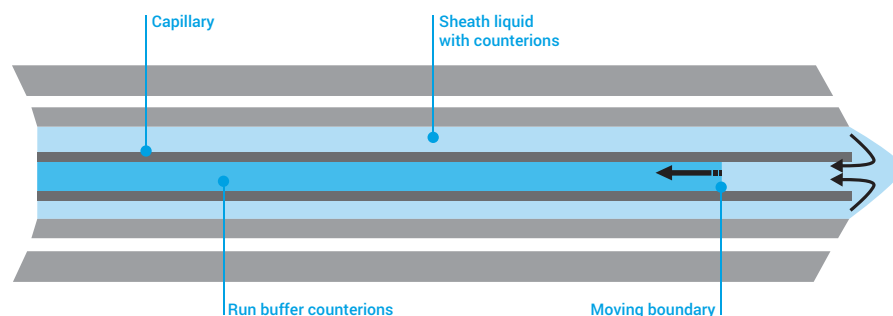 Capillary
Sheath liquid
with counterions
Run buffer counterions
Moving boundary